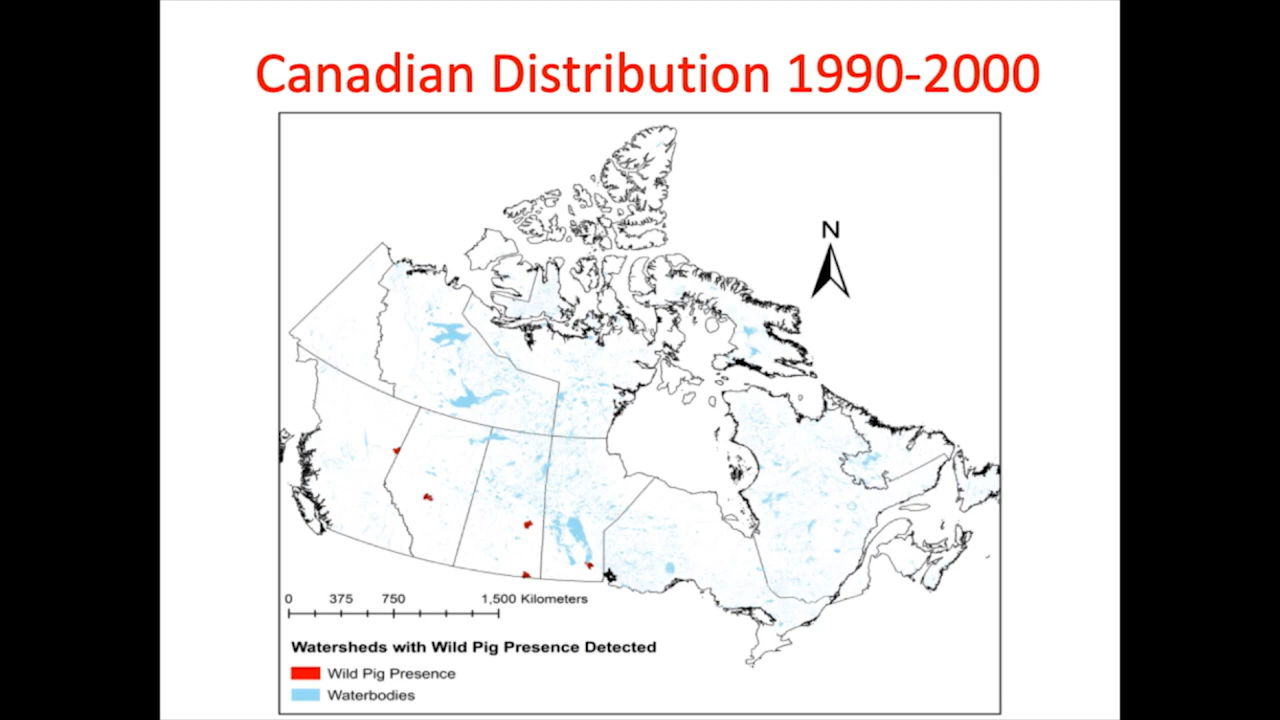 Canadian Distribution 1990-2000
N
0 375 750 1,500 Kilometers
Watersheds with Wild Pig Presence Detected
Wild Pig Presence
Waterbodies